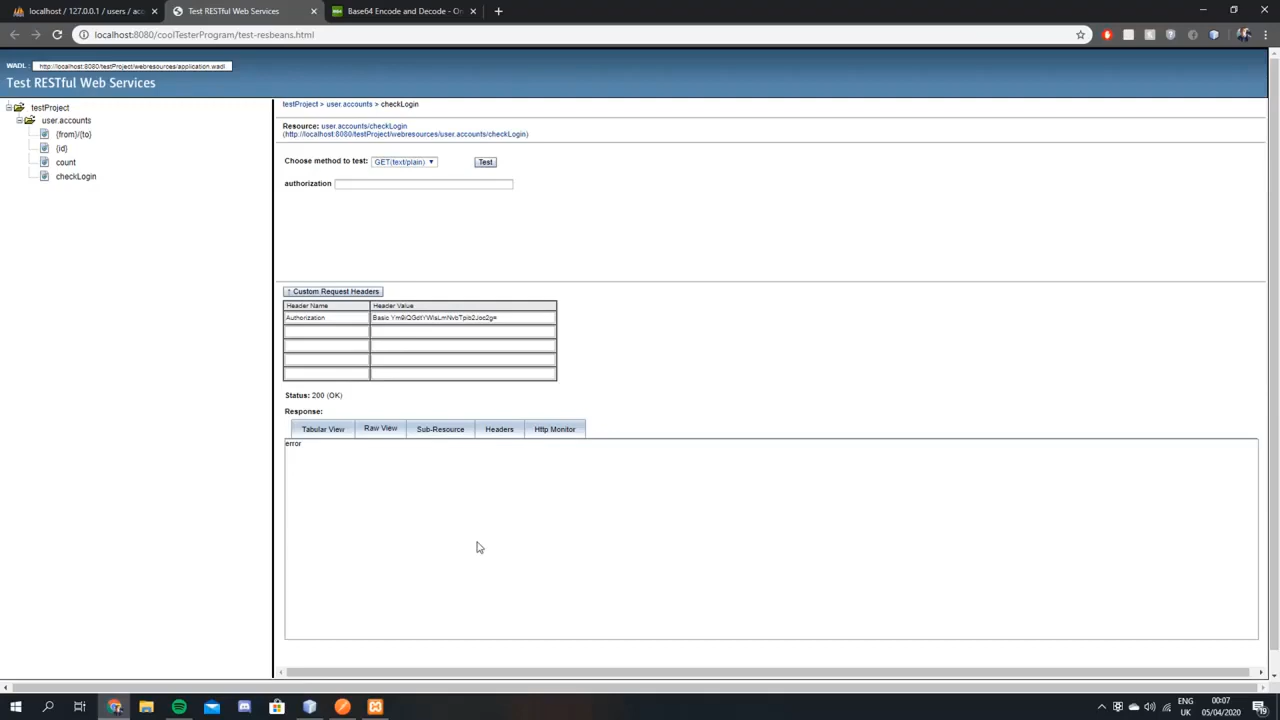 localhost / 127.0.0.1 / users / acc
Test RESTful Web Services
Base64 Encode and Decode - On
localhost:8080/coolTesterProgram/test-resbeans.html
WADL :
http://localhost:8080/testProject/webresources/application.wadl
Test RESTful Web Services
testProject
user.accounts
{from}/{to}
{id}
count
checkLogin
testProject > user.accounts > checkLogin
Resource: user.accounts/checkLogin
(http://localhost:8080/testProject/webresources/user.accounts/checkLogin)
Choose method to test: GET(text/plain) Test
authorization
↑ Custom Request Headers
Header Name Header Value
Authorization Basic
Status: 200 (OK)
Response:
Tabular View Raw View Sub-Resource Headers Http Monitor
error
ENG 00:07
UK 05/04/2020